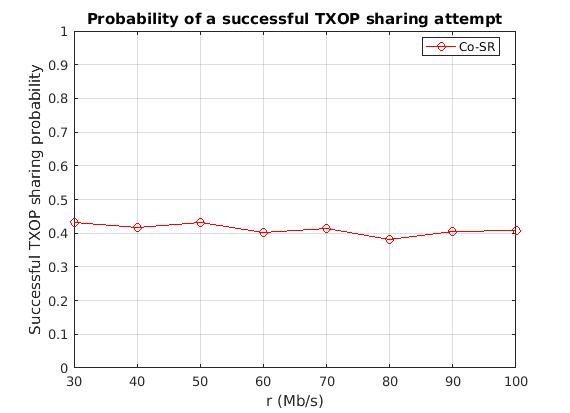 Probability of a successful TXOP sharing attempt
Co-SR
Successful TXOP sharing probability
1
0.9
0.8
0.7
0.6
0.5
0.4
0.3
0.2
0.1
0
30 40 50 60 70 80 90 100
r (Mb/s)